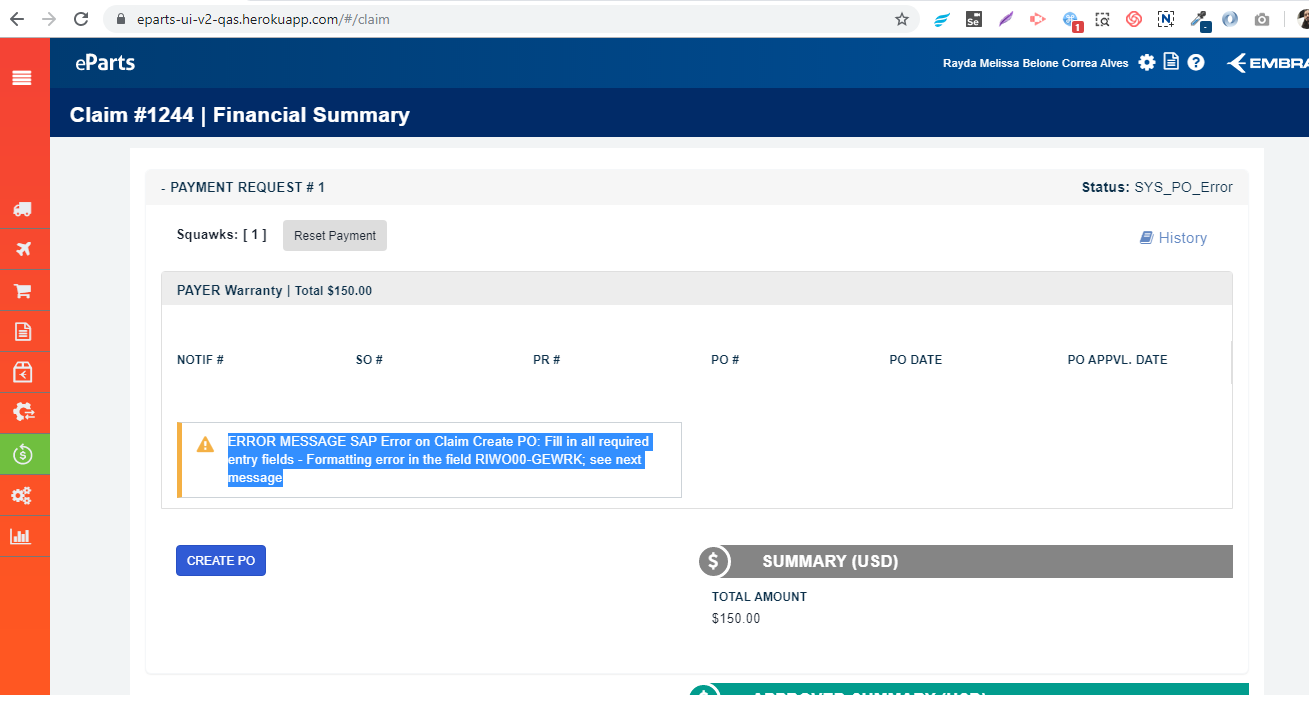 eparts-ui-v2-qas.herokuapp.com/#/claim
Se
N
1
-
eParts
Rayda Melissa Belone Correa Alves
?
Claim #1244 | Financial Summary
- PAYMENT REQUEST # 1
Status: SYS_PO_Error
Squawks: [ 1 ]
Reset Payment
History
PAYER Warranty | Total $150.00
NOTIF #
SO #
PR #
PO #
PO DATE
PO APPVL. DATE
ERROR MESSAGE SAP Error on Claim Create PO: Fill in all required
entry fields - Formatting error in the field RIWO00-GEWRK; see next
message
CREATE PO
$
SUMMARY (USD)
TOTAL AMOUNT
$150.00